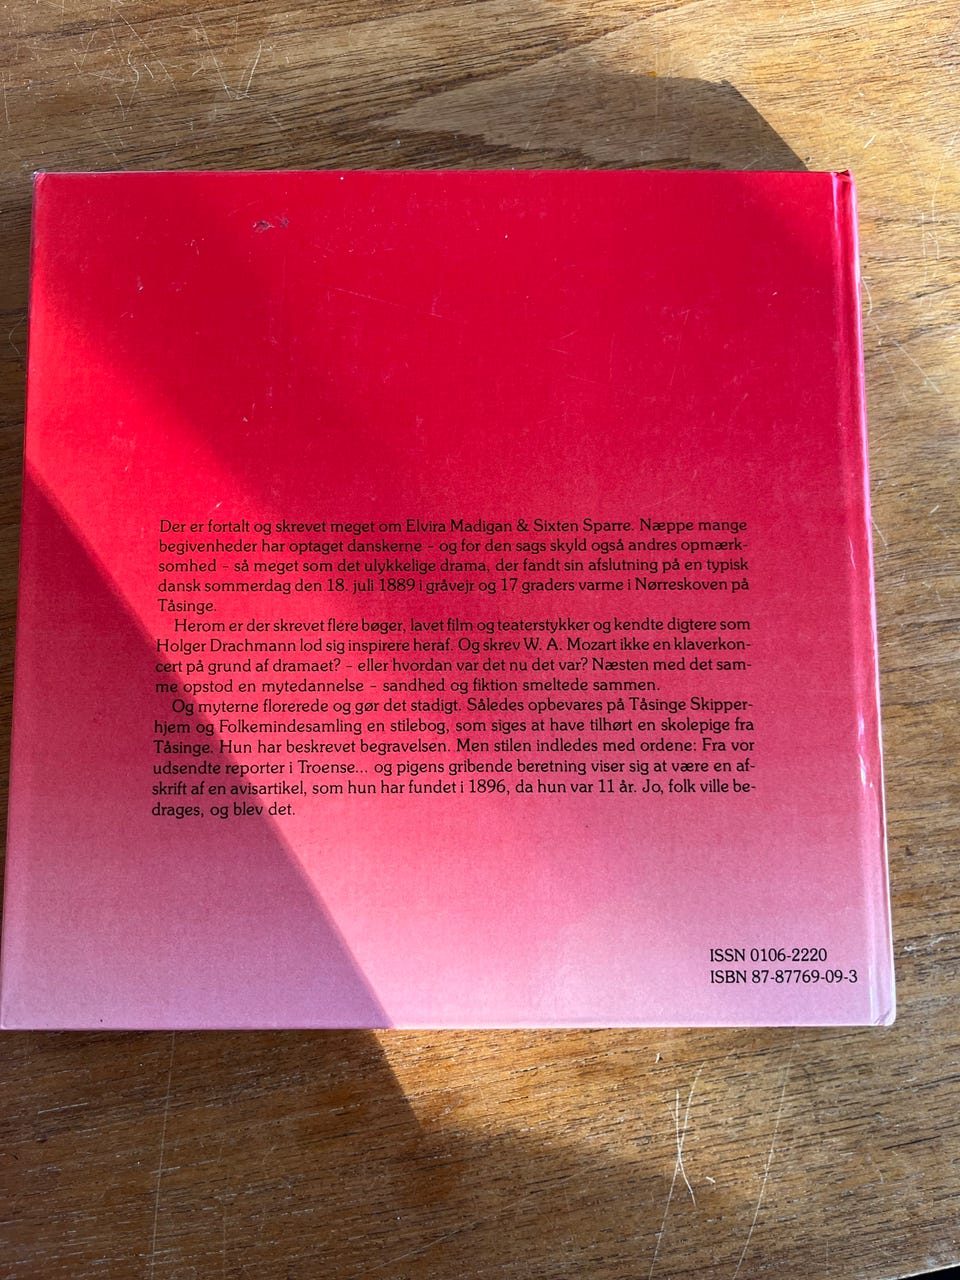 Der er fortalt og skrevet meget om Elvira Madigan & Sixten Sparre. Næppe mange
begivenheder har optaget danskerne – og for den sags skyld også andres opmærk-
somhed – så meget som det ulykkelige drama, der fandt sin afslutning på en typisk
dansk sommerdag den 18. juli 1889 i gråvejr og 17 graders varme i Nørreskoven på
Tåsinge.
Herom er der skrevet flere bøger, lavet film og teaterstykker og kendte digtere som
Holger Drachmann lod sig inspirere heraf. Og skrev W. A. Mozart ikke en klaverkon-
cert på grund af dramaet? – eller hvordan var det nu det var? Næsten med det sam-
me opstod en mytedannelse – sandhed og fiktion smeltede sammen.
Og myterne florerede og gør det stadigt. Således opbevares på Tåsinge Skipper-
hjem og Folkemindesamling en stilebog, som siges at have tilhørt en skolepige fra
Tåsinge. Hun har beskrevet begravelsen. Men stilen indledes med ordene: Fra vor
udsendte reporter i Troense... og pigens gribende beretning viser sig at være en af-
skrift af en avisartikel, som hun har fundet i 1896, da hun var 11 år. Jo, folk ville be-
drages, og blev det.
ISSN 0106-2220
ISBN 87-87769-09-3